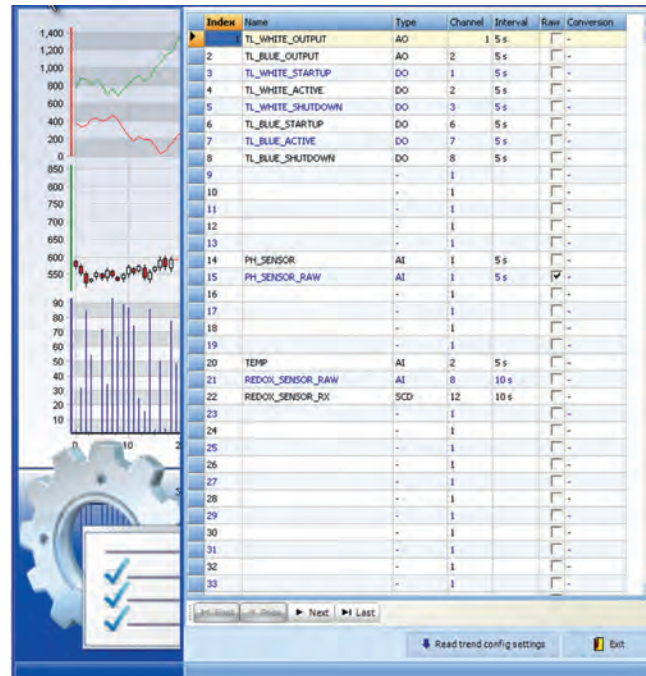 1,400
1,200
1,000
800
600
400
200
0
850
800
750
700
650
600
550
90
80
70
60
50
40
30
20
10
0 10 2
Index Name Type Channel Interval Raw Conversion
1 TL_WHITE_OUTPUT AO 1 5 s -
2 TL_BLUE_OUTPUT AO 2 5 s -
3 TL_WHITE_STARTUP DO 1 5 s -
4 TL_WHITE_ACTIVE DO 2 5 s -
5 TL_WHITE_SHUTDOWN DO 3 5 s -
6 TL_BLUE_STARTUP DO 6 5 s -
7 TL_BLUE_ACTIVE DO 7 5 s -
8 TL_BLUE_SHUTDOWN DO 8 5 s -
9 - 1 -
10 - 1 -
11 - 1 -
12 - 1 -
13 - 1 -
14 PH_SENSOR AI 1 5 s -
15 PH_SENSOR_RAW AI 1 5 s -
16 - 1 -
17 - 1 -
18 - 1 -
19 - 1 -
20 TEMP AI 2 5 s -
21 REDOX_SENSOR_RAW AI 8 10 s -
22 REDOX_SENSOR_RX SCD 12 10 s -
23 - 1 -
24 - 1 -
25 - 1 -
26 - 1 -
27 - 1 -
28 - 1 -
29 - 1 -
30 - 1 -
31 - 1 -
32 - 1 -
33 - 1 -
First Prior Next Last
Read trend config settings Exit